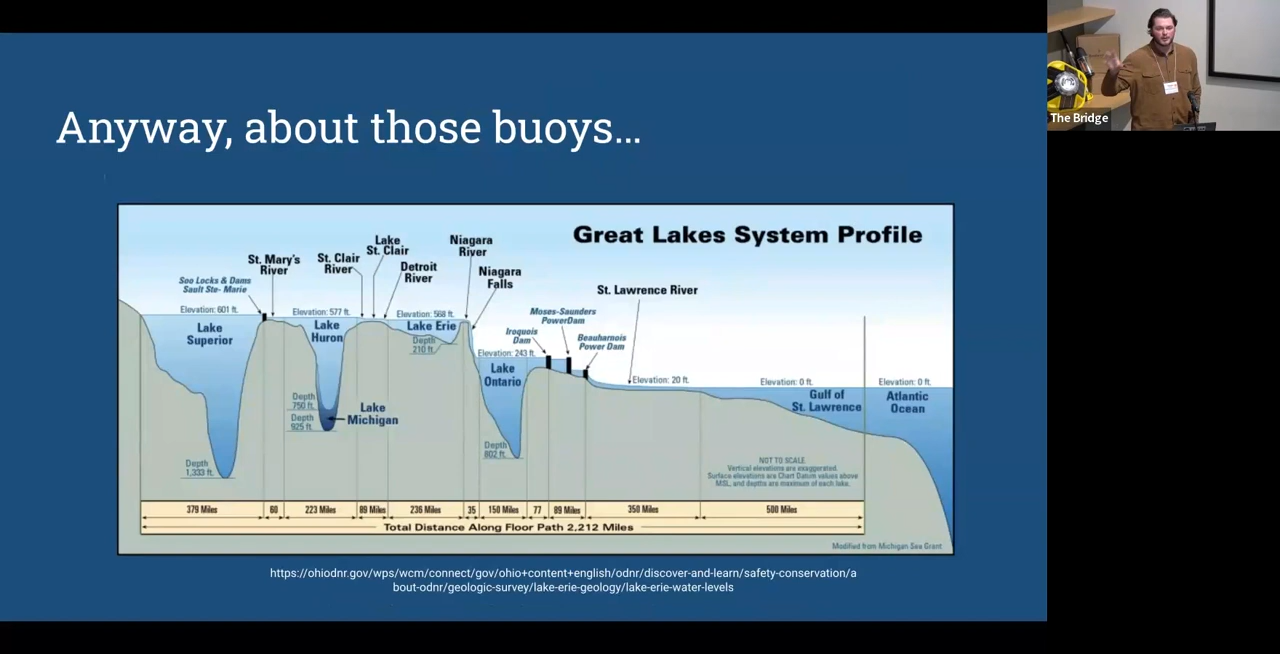 Anyway, about those buoys...
The Bridge
Great Lakes System Profile
Soo Locks & Dams
Sault Ste- Marie
St. Mary's
River
St. Clair
River
Lake
St. Clair
Detroit
River
Niagara
River
Niagara
Falls
St. Lawrence River
Moses-Saunders
PowerDam
Iroquois
Dam
Beauharnois
Power Dam
Elevation: 601 ft.
Lake
Superior
Elevation: 577 ft.
Lake
Huron
Elevation: 568 ft.
Lake Erie
Depth
210 ft.
Elevation: 243 ft.
Lake
Ontario
Elevation: 20 ft.
Elevation: 0 ft.
Gulf of
St. Lawrence
Elevation: 0 ft.
Atlantic
Ocean
Depth
750 ft.
Depth
925 ft.
Lake
Michigan
Depth
802 ft.
Depth
1,333 ft.
NOT TO SCALE
Vertical elevations are exaggerated.
Surface elevations are Chart Datum values above
MSL, and depths are maximum of each lake.
379 Miles
60
223 Miles
89 Miles
236 Miles
35
150 Miles
77
89 Miles
350 Miles
500 Miles
Total Distance Along Floor Path 2,212 Miles
Modified from Michigan Sea Grant
https://ohiodnr.gov/wps/wcm/connect/gov/ohio+content+english/odnr/discover-and-learn/safety-conservation/a
bout-odnr/geologic-survey/lake-erie-geology/lake-erie-water-levels